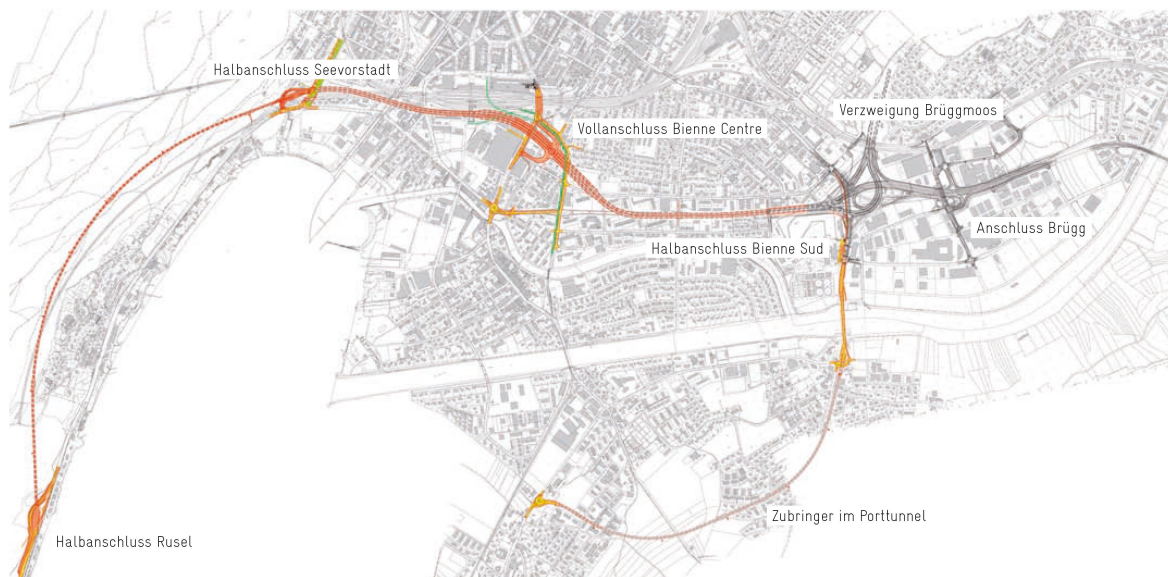 Halbanschluss Seevorstadt
Vollanschluss Bienne Centre
Verzweigung Brüggmoos
Anschluss Brügg
Halbanschluss Bienne Sud
Zubringer im Porttunnel
Halbanschluss Rusel